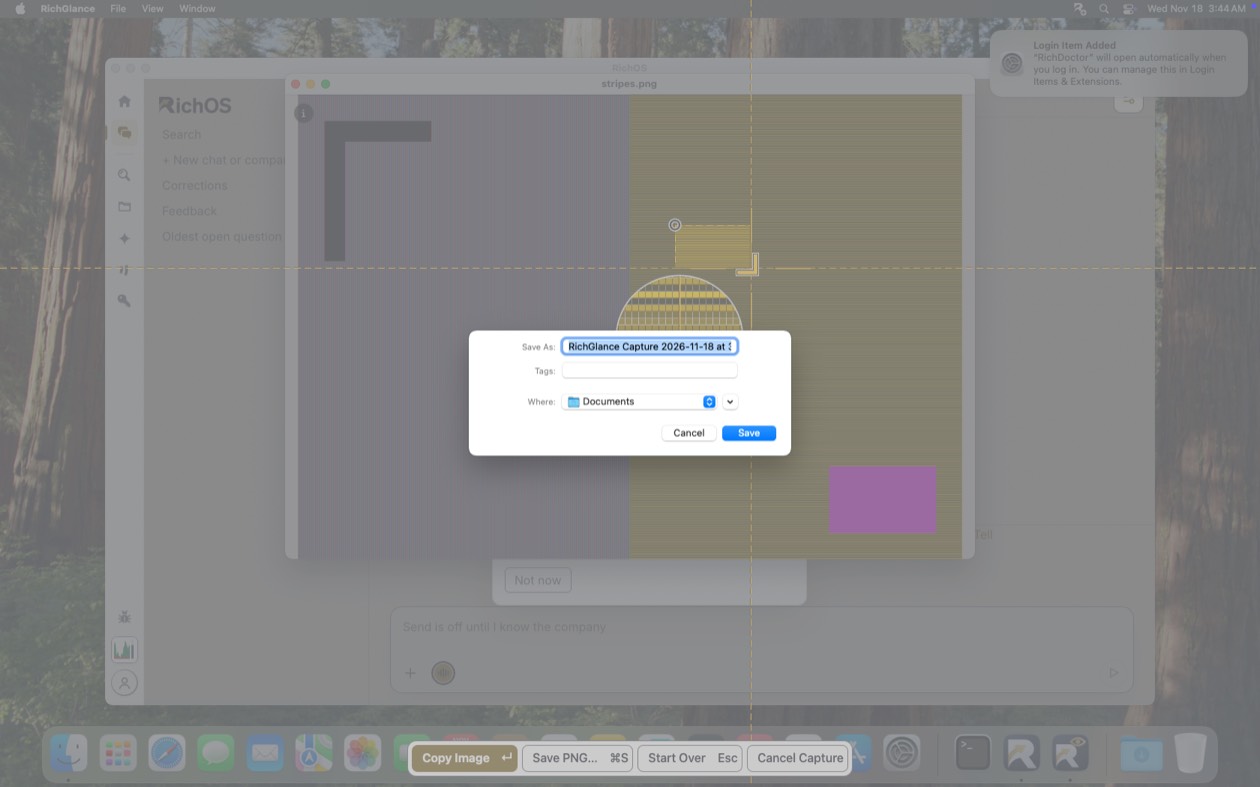 RichGlance File View Window Wed Nov 18 3:44 AM
Login Item Added
"RichDoctor" will open automatically when
you log in. You can manage this in Login
Items & Extensions.
RichOS
stripes.png
RichOS
Search
+ New chat or compa
Corrections
Feedback
Oldest open question
Save As: RichGlance Capture 2026-11-18 at
Tags:
Where: Documents
Cancel Save
Tell
Not now
Send is off until I know the company
Copy Image ↵ Save PNG... ⌘S Start Over Esc Cancel Capture